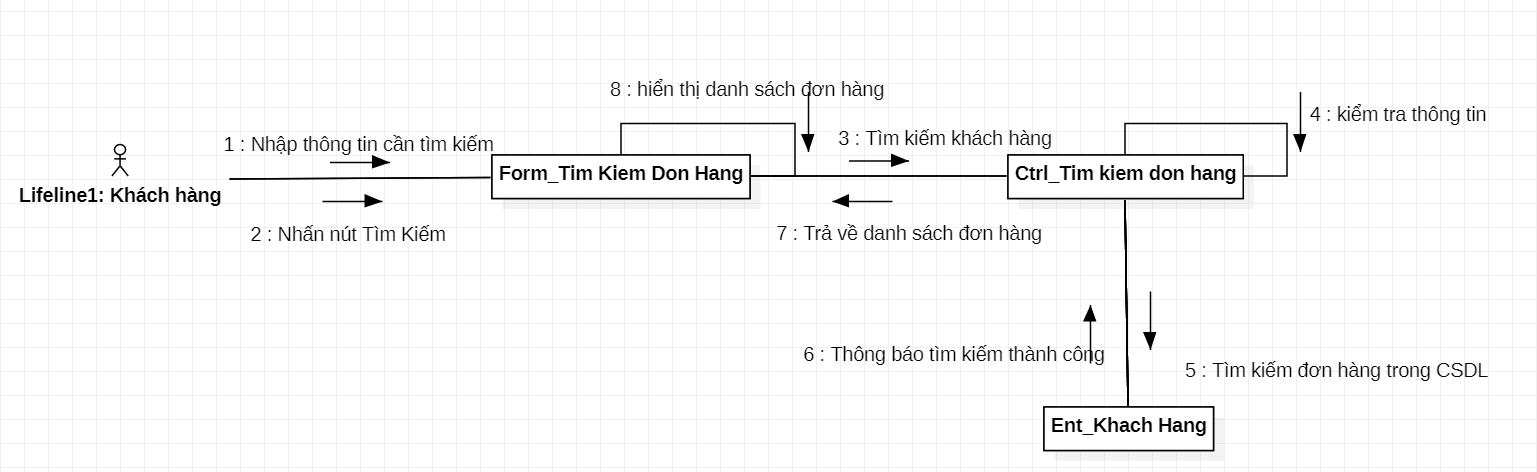 8 : hiển thị danh sách đơn hàng
4 : kiểm tra thông tin
1 : Nhập thông tin cần tìm kiếm
3 : Tìm kiếm khách hàng
Form_Tim Kiem Don Hang
Ctrl_Tim kiem don hang
Lifeline1: Khách hàng
2 : Nhấn nút Tìm Kiếm
7 : Trả về danh sách đơn hàng
6 : Thông báo tìm kiếm thành công
5 : Tìm kiếm đơn hàng trong CSDL
Ent_Khach Hang